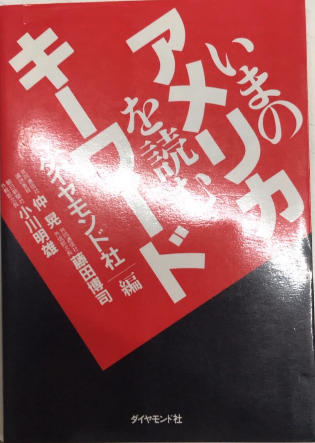 いまの
アメリカ
を読む
キーワード
ダイヤモンド社/編
仲 晃
藤田博司
小川明雄
ダイヤモンド社